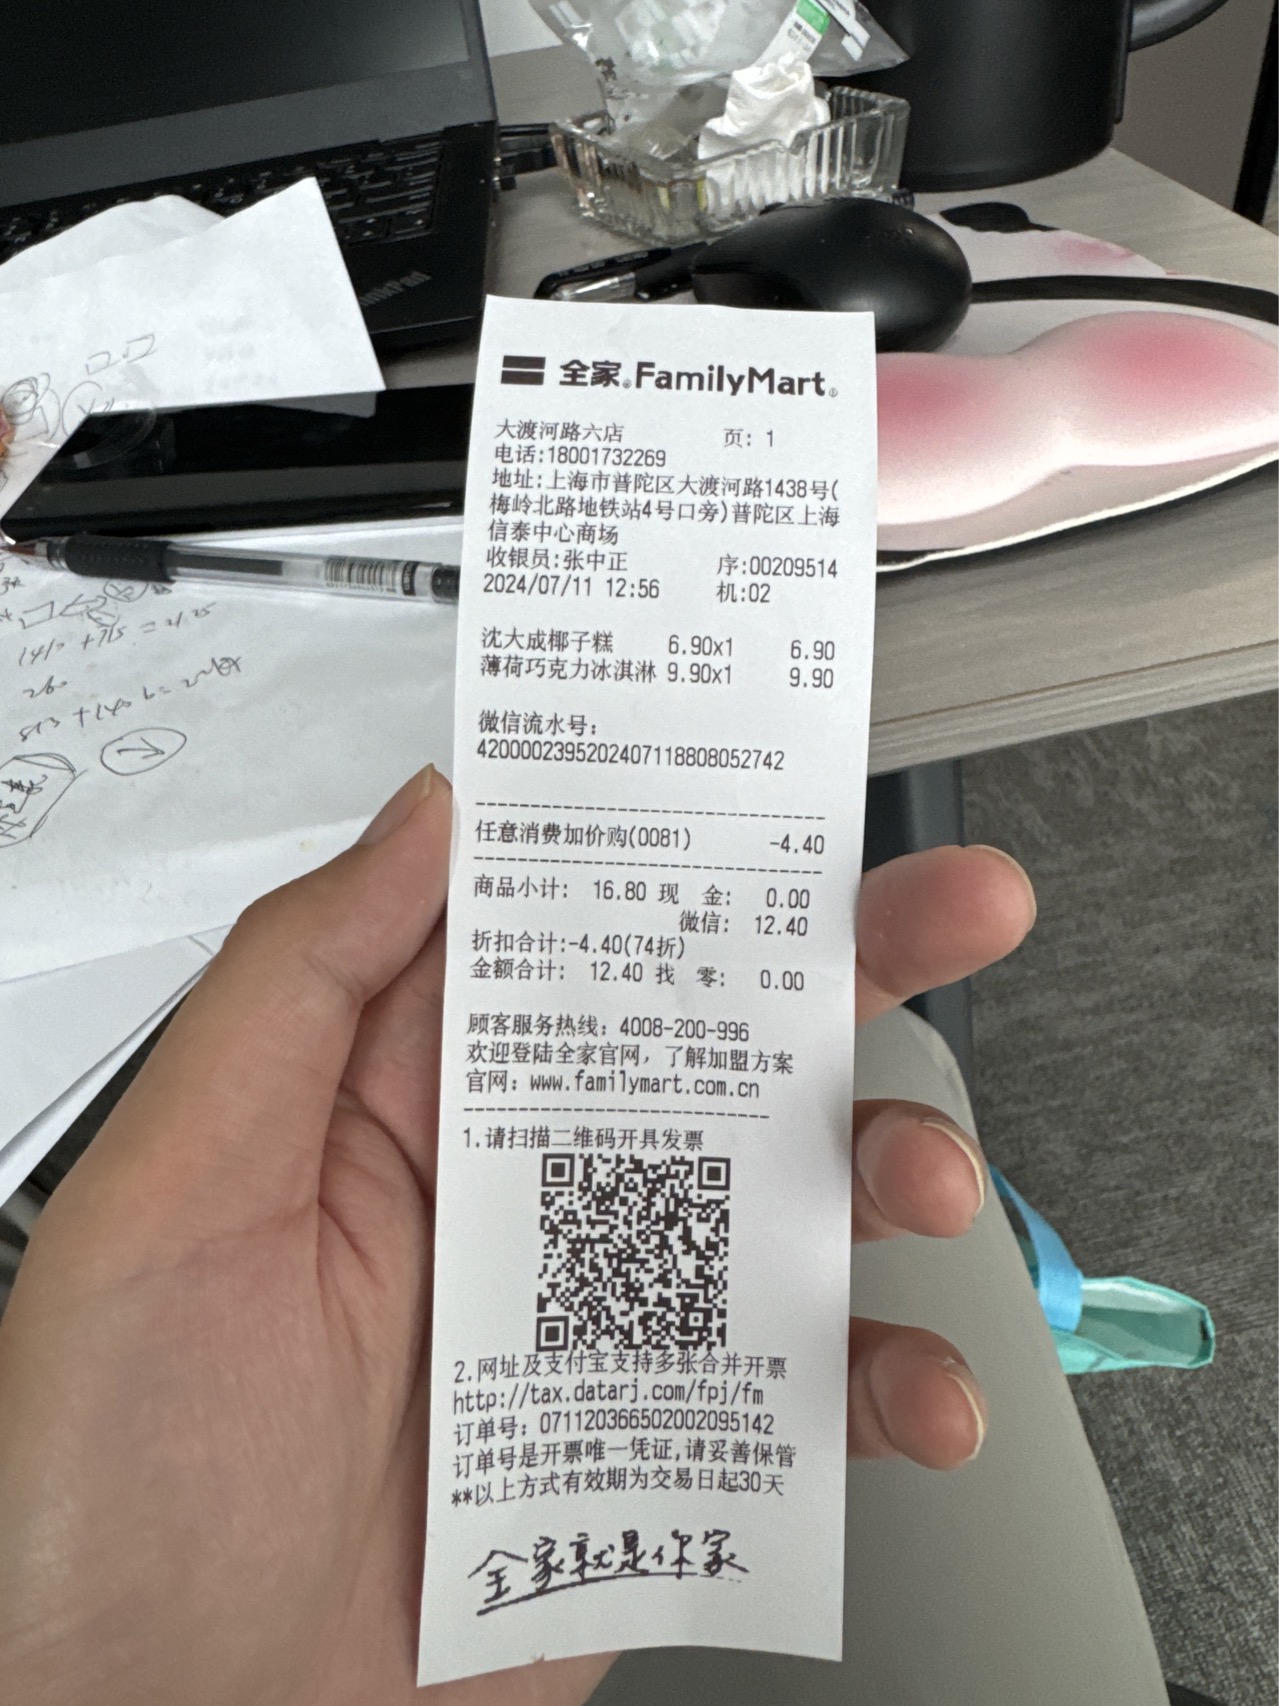 全家 FamilyMart
大渡河路六店 页: 1
电话:18001732269
地址:上海市普陀区大渡河路1438号(
梅岭北路地铁站4号口旁)普陀区上海
信泰中心商场
收银员:张中正 序:00209514
2024/07/11 12:56 机:02
沈大成椰子糕 6.90x1 6.90
薄荷巧克力冰淇淋 9.90x1 9.90
微信流水号:
4200002395202407118808052742
任意消费加价购(0081) -4.40
商品小计: 16.80 现 金: 0.00
微信: 12.40
折扣合计:-4.40(74折)
金额合计: 12.40 找 零: 0.00
顾客服务热线: 4008-200-996
欢迎登陆全家官网, 了解加盟方案
官网: www.familymart.com.cn
1.请扫描二维码开具发票
2.网址及支付宝支持多张合并开票
http://tax.datarj.com/fpj/fm
订单号: 071120366502002095142
订单号是开票唯一凭证,请妥善保管
**以上方式有效期为交易日起30天
全家就是你家